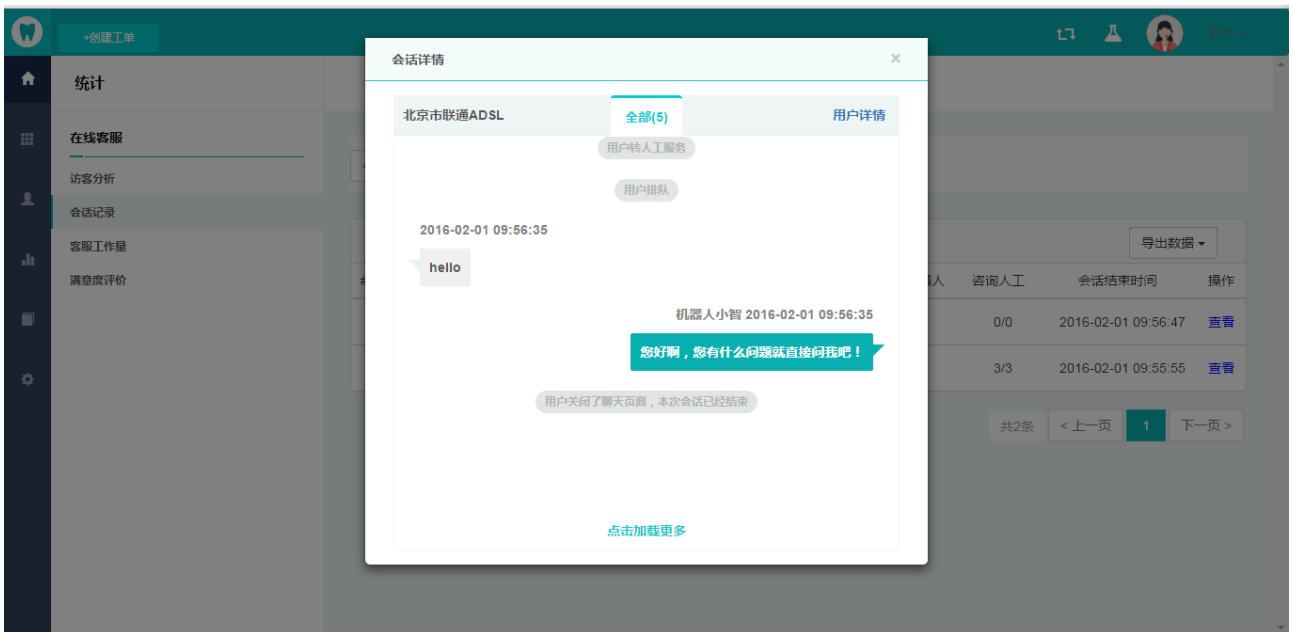 +创建工单
统计
在线客服
访客分析
会话记录
客服工作量
满意度评价
会话详情
×
北京市联通ADSL
全部(5)
用户详情
用户转人工服务
用户排队
2016-02-01 09:56:35
hello
机器人小智 2016-02-01 09:56:35
您好啊，您有什么问题就直接问我吧！
用户关闭了聊天页面，本次会话已经结束
点击加载更多
导出数据
人 咨询人工 会话结束时间 操作
0/0 2016-02-01 09:56:47 查看
3/3 2016-02-01 09:55:55 查看
共2条 <上一页 1 下一页>